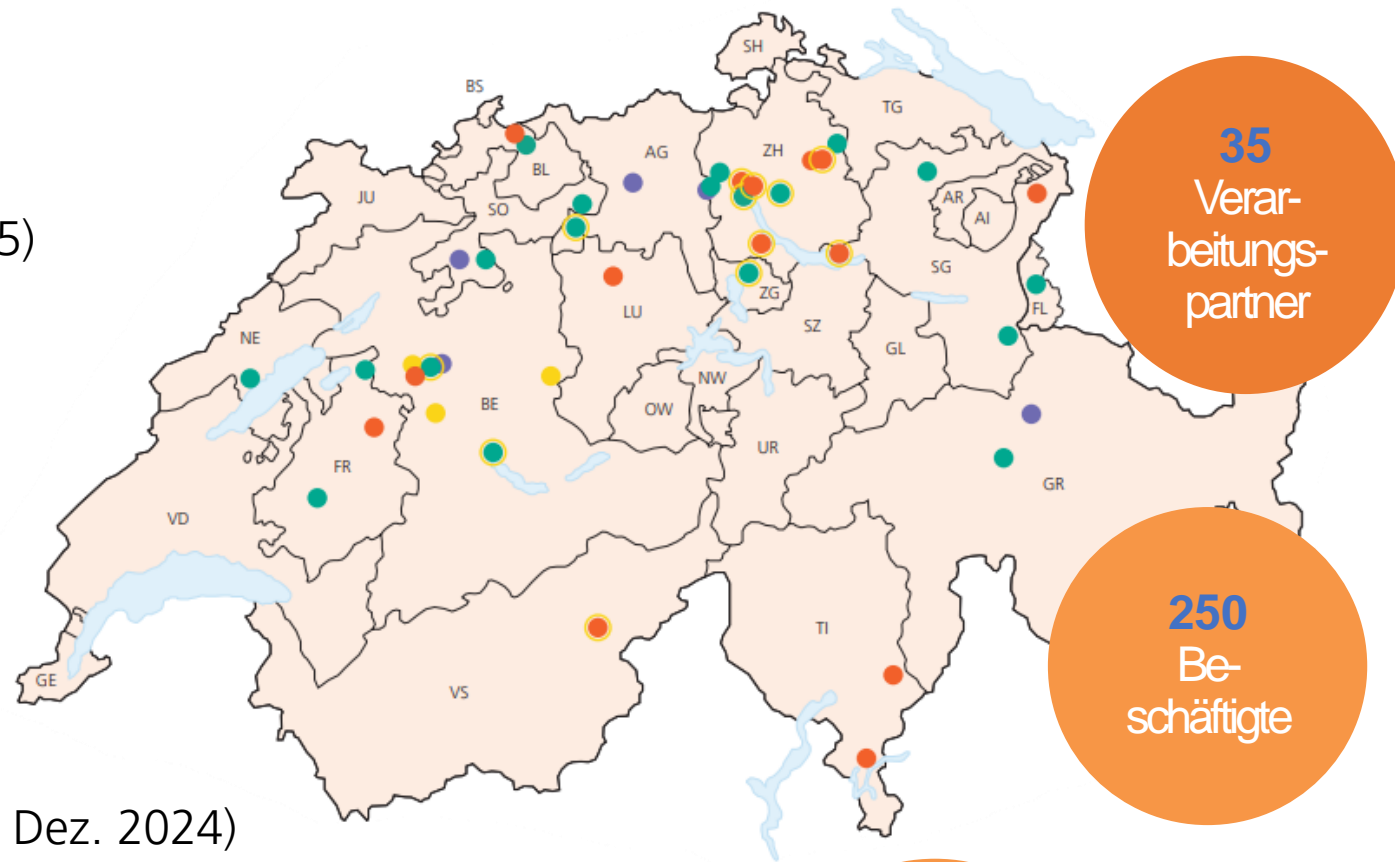 SH
BS
TG
35
Verar-
beitungs-
partner
ZH
AG
BL
JU
AR
SO
AI
5)
SG
ZG
FL
LU
SZ
NE
GL
NW
BE
OW
UR
FR
GR
VD
250
Be-
schäftigte
TI
GE
VS
Dez. 2024)